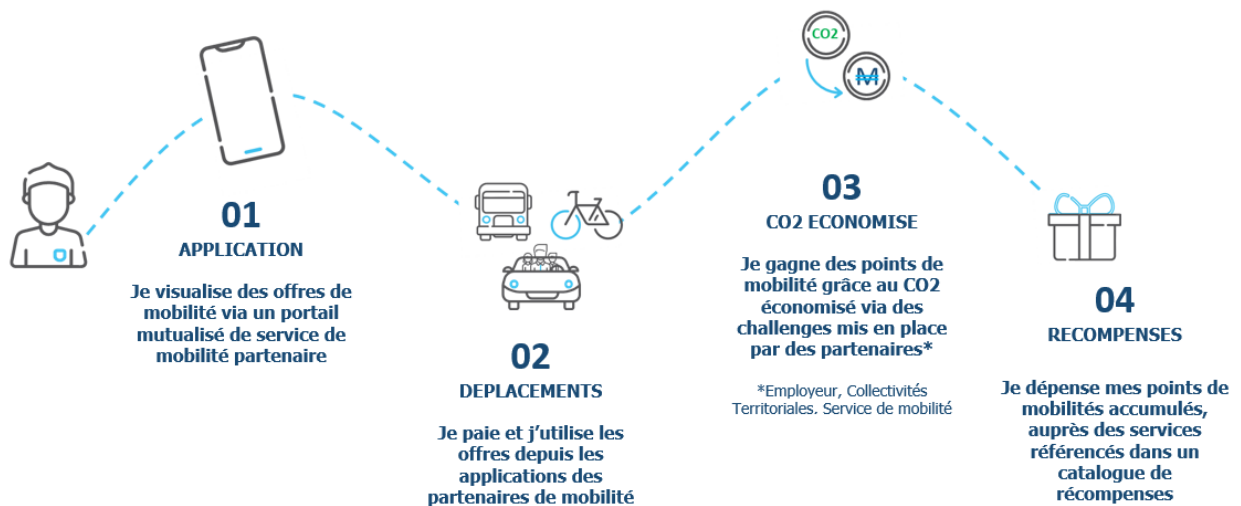 CO2
M
01
APPLICATION
Je visualise des offres de
mobilité via un portail
mutualisé de service de
mobilité partenaire
02
DEPLACEMENTS
Je paie et j’utilise les
offres depuis les
applications des
partenaires de mobilité
03
CO2 ECONOMISE
Je gagne des points de
mobilité grâce au CO2
économisé via des
challenges mis en place
par des partenaires*
*Employeur, Collectivités
Territoriales. Service de mobilité
04
RECOMPENSES
Je dépense mes points de
mobilités accumulés,
auprès des services
référencés dans un
catalogue de
récompenses